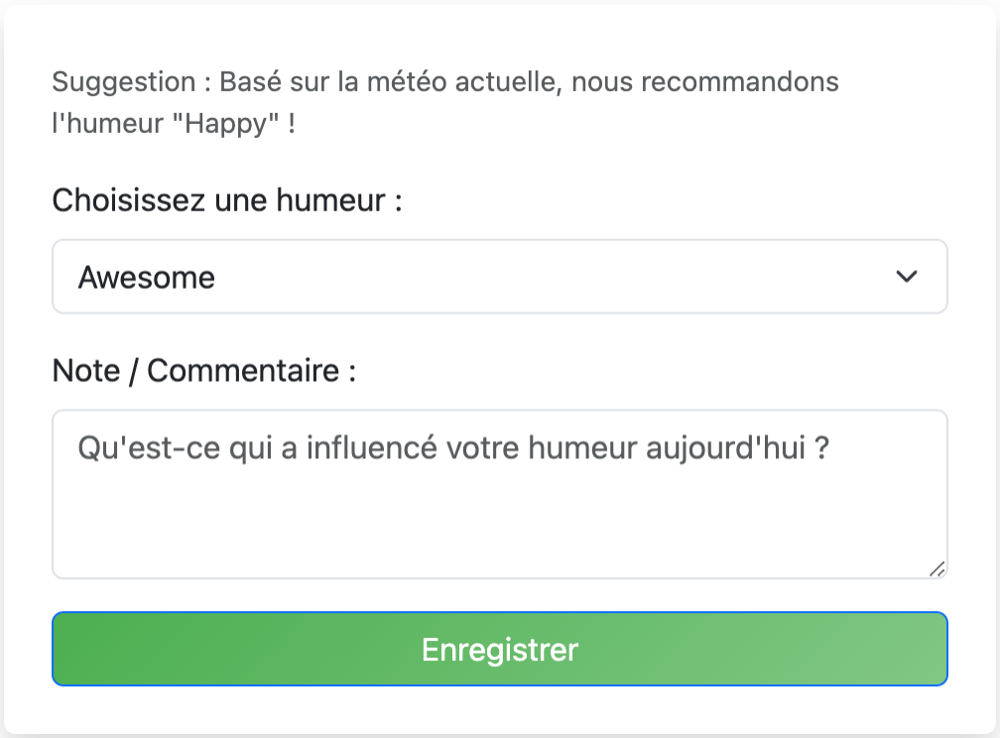 Suggestion : Basé sur la météo actuelle, nous recommandons
l'humeur "Happy" !
Choisissez une humeur :
Awesome
Note / Commentaire :
Qu'est-ce qui a influencé votre humeur aujourd'hui ?
Enregistrer